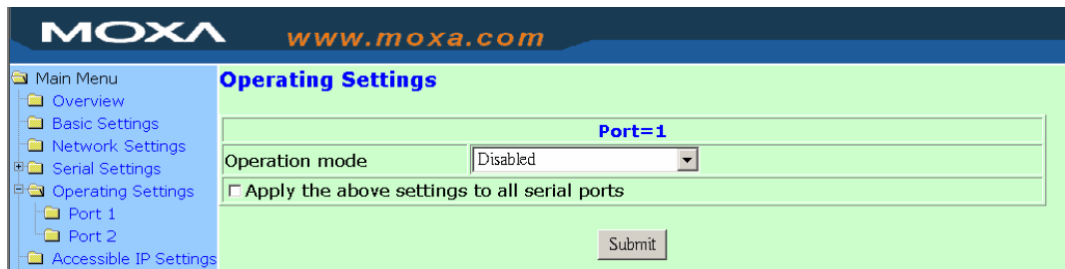 MOXA www.moxa.com
Main Menu
Overview
Basic Settings
Network Settings
Serial Settings
Operating Settings
Port 1
Port 2
Accessible IP Settings
Operating Settings
Port=1
Operation mode Disabled
Apply the above settings to all serial ports
Submit